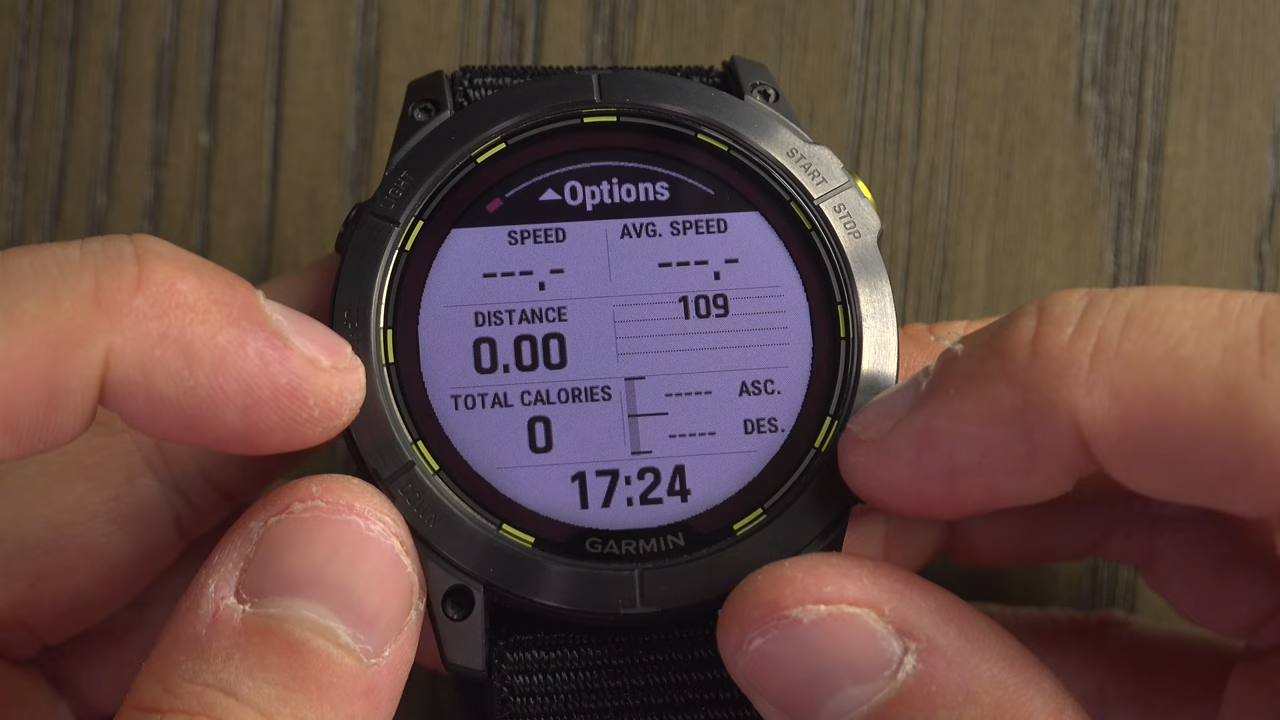 START
STOP
LIGHT
Options
SPEED
AVG. SPEED
---.-
---.-
DISTANCE
109
0.00
TOTAL CALORIES
----- ASC.
0
----- DES.
17:24
GARMIN
DOWN